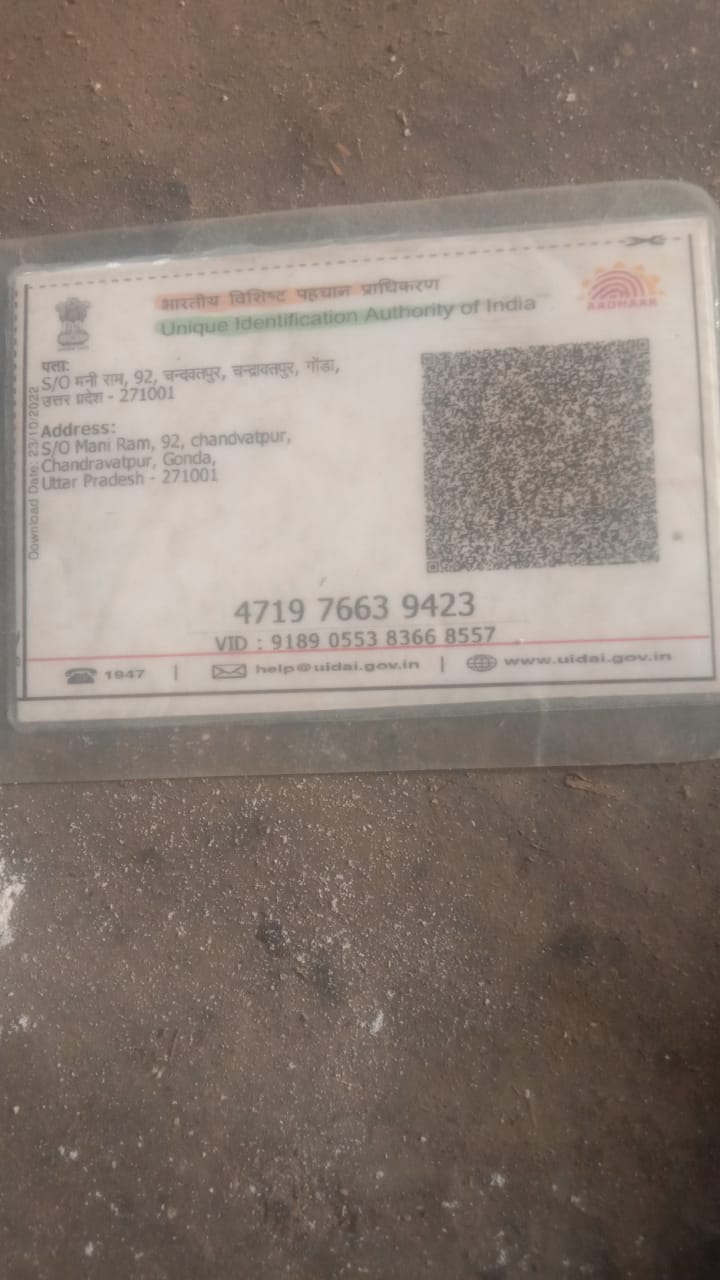 भारतीय विशिष्ट पहचान प्राधिकरण
Unique Identification Authority of India
AADHAAR
पता:
S/O मनी राम, 92, चन्दवतपुर, चन्द्रावतपुर, गोंडा,
उत्तर प्रदेश - 271001
Address:
S/O Mani Ram, 92, chandvatpur,
Chandravatpur, Gonda,
Uttar Pradesh - 271001
Download Date: 23/10/2022
4719 7663 9423
VID : 9189 0553 8366 8557
1947 | help@uidai.gov.in | www.uidai.gov.in